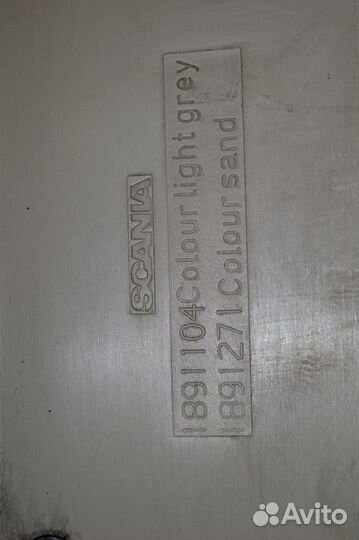 SCANIA
1891104 Colour light grey
1891271 Colour sand
Avito